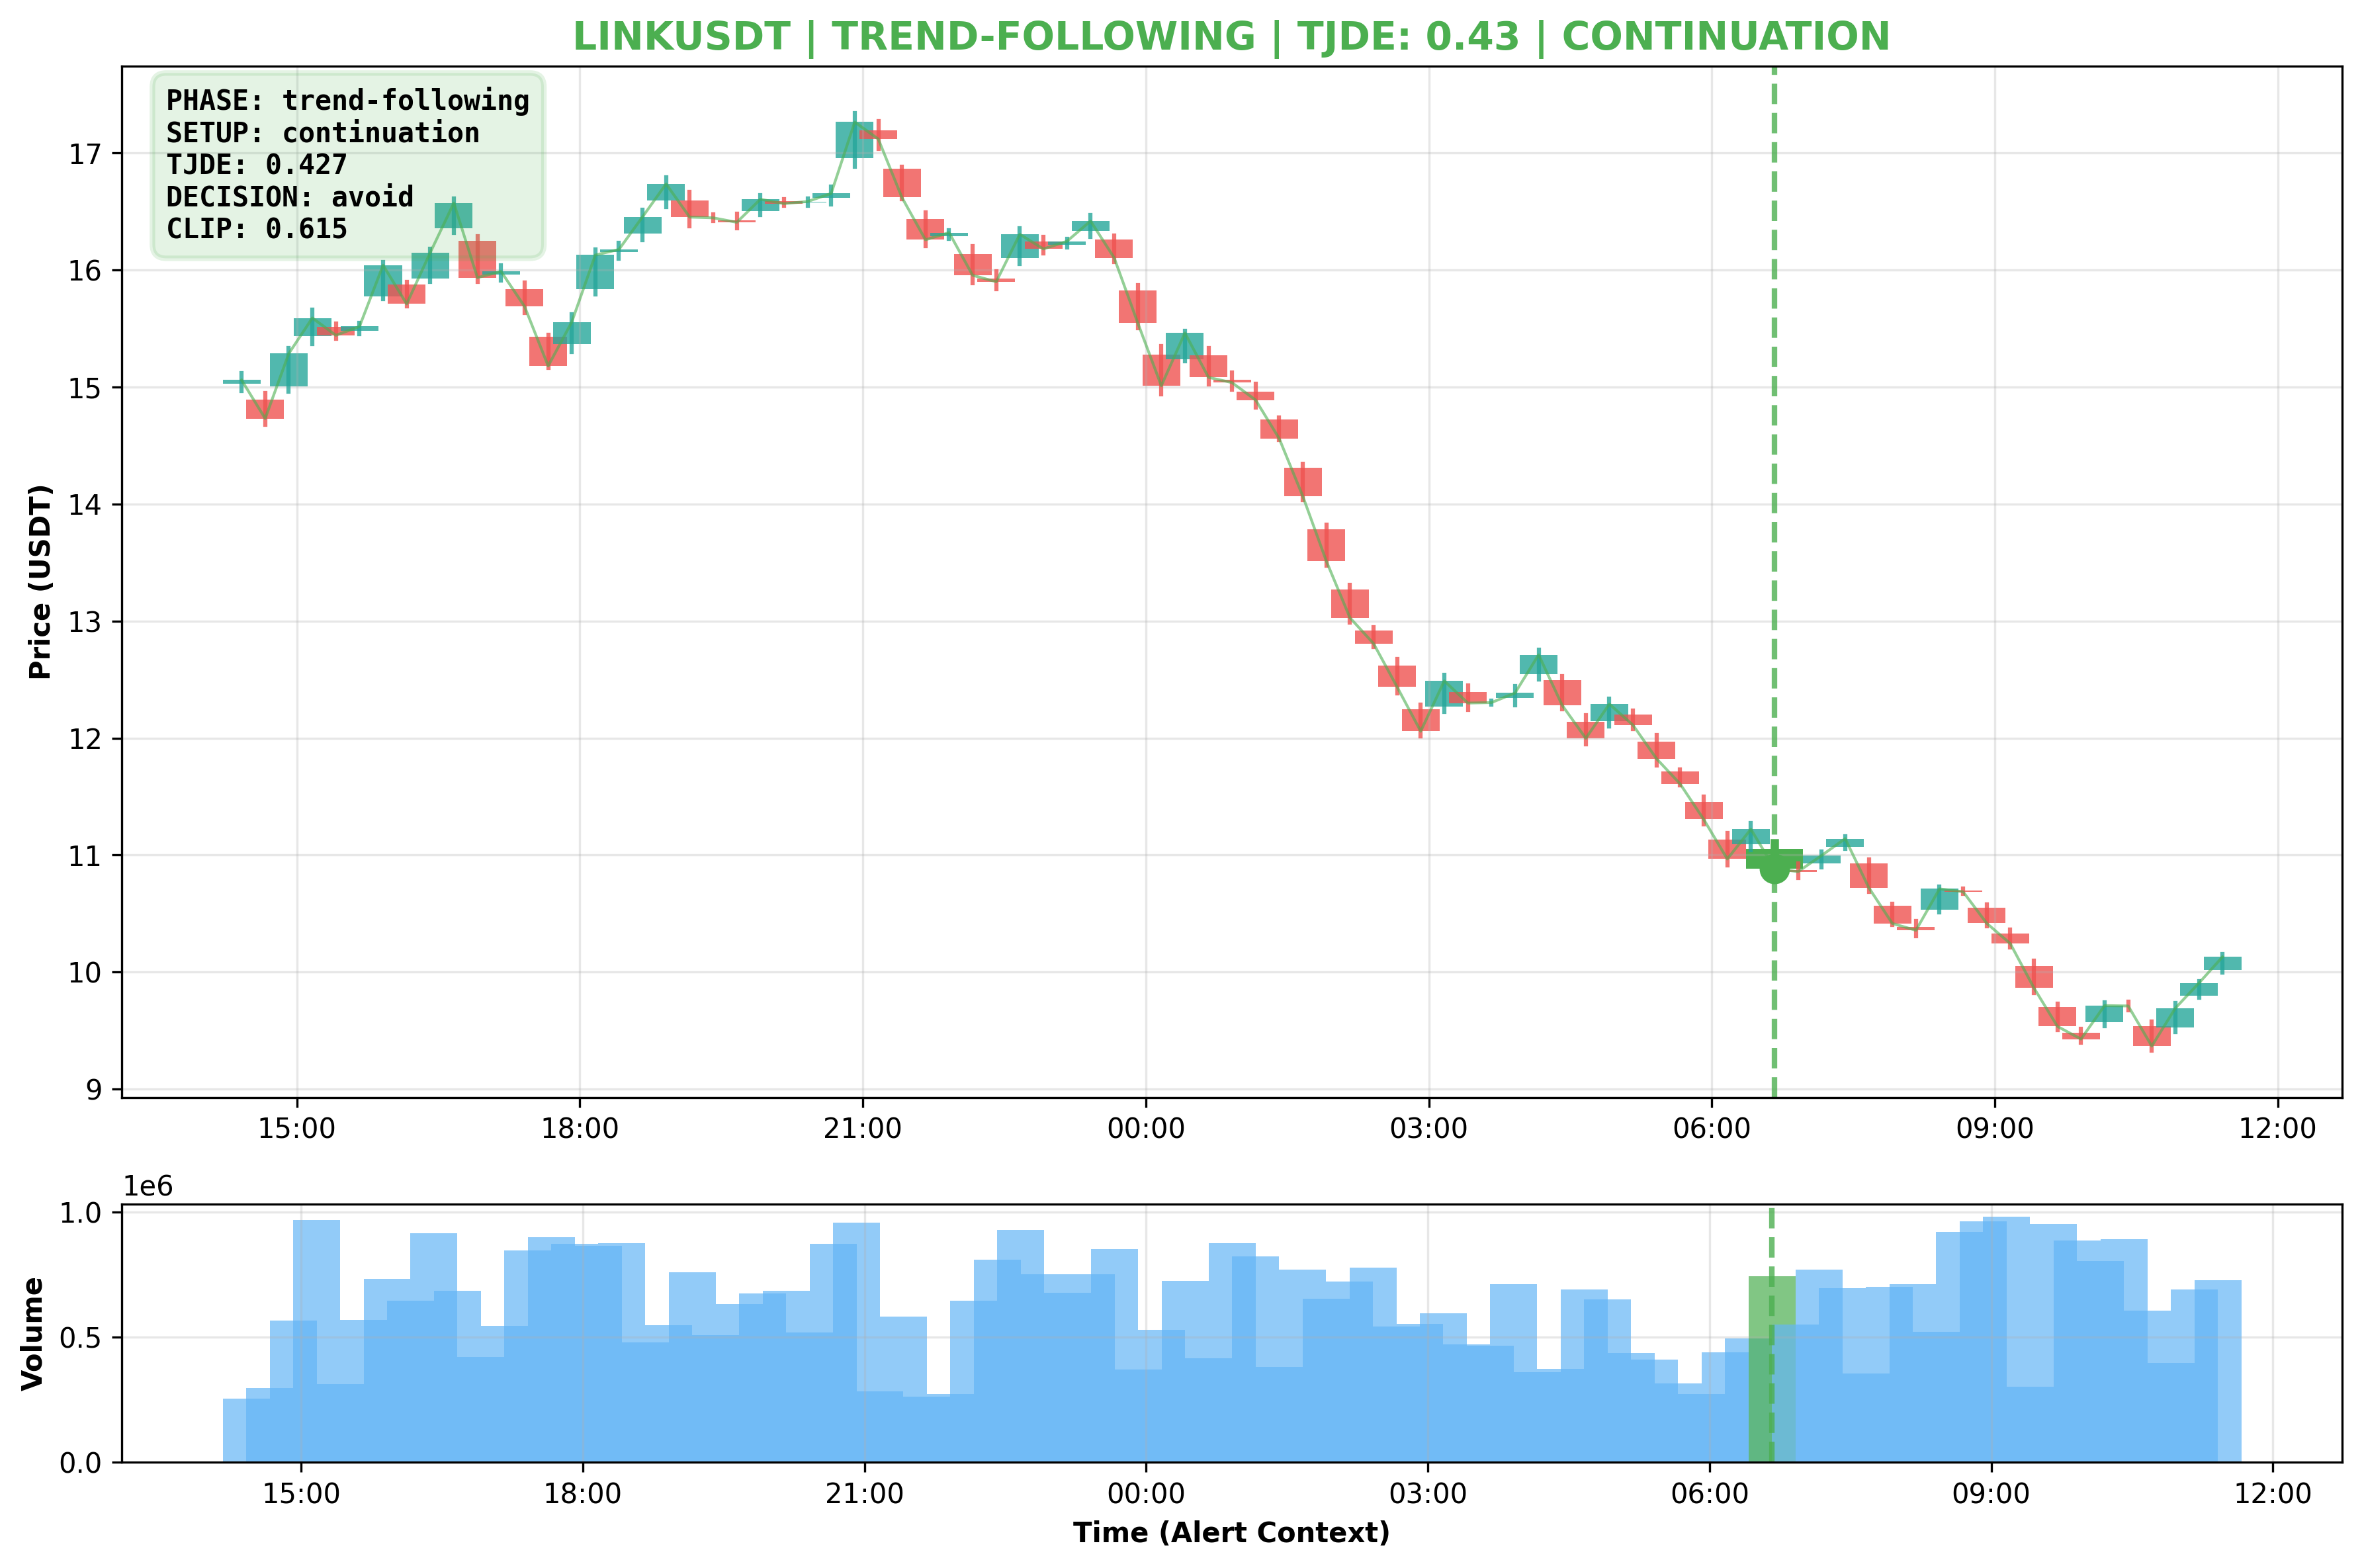 LINKUSDT | TREND-FOLLOWING | TJDE: 0.43 | CONTINUATION
PHASE: trend-following
SETUP: continuation
TJDE: 0.427
DECISION: avoid
CLIP: 0.615
Price (USDT)
17
16
15
14
13
12
11
10
9
15:00 18:00 21:00 00:00 03:00 06:00 09:00 12:00
1e6
Volume
1.0
0.5
0.0
15:00 18:00 21:00 00:00 03:00 06:00 09:00 12:00
Time (Alert Context)